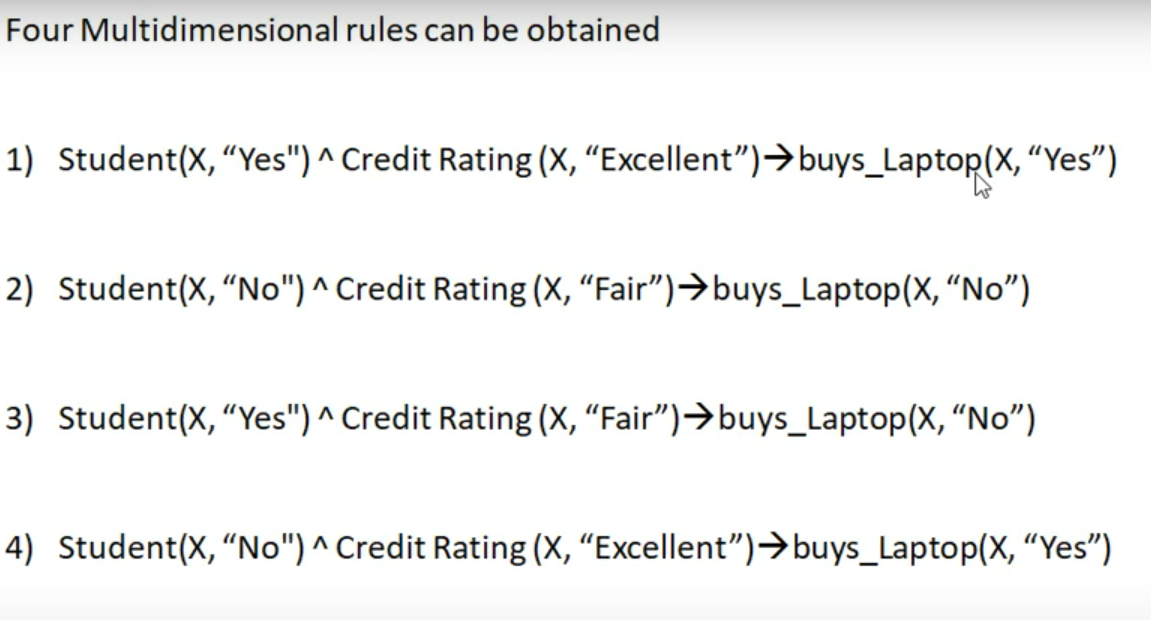 Four Multidimensional rules can be obtained
1) Student(X, “Yes") ^ Credit Rating (X, “Excellent”)→buys_Laptop(X, “Yes”)
2) Student(X, “No") ^ Credit Rating (X, “Fair”)→buys_Laptop(X, “No”)
3) Student(X, “Yes") ^ Credit Rating (X, “Fair”)→buys_Laptop(X, “No”)
4) Student(X, “No") ^ Credit Rating (X, “Excellent”)→buys_Laptop(X, “Yes”)